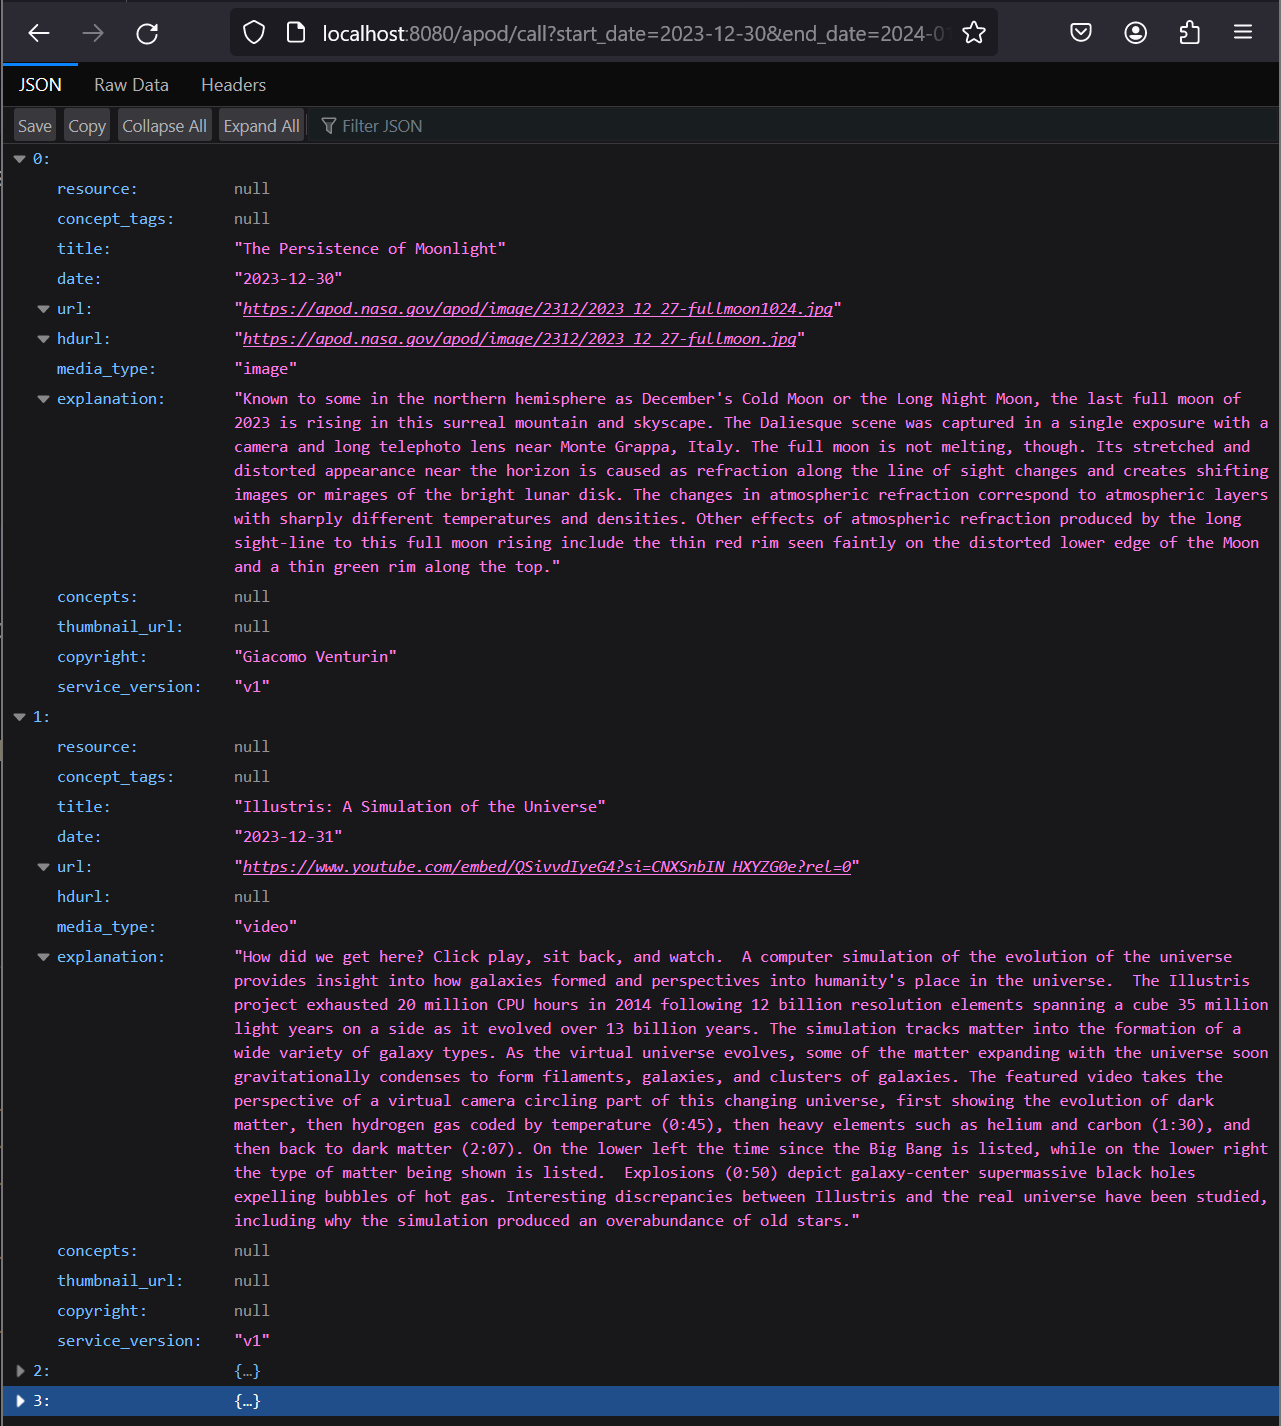 localhost:8080/apod/call?start_date=2023-12-30&end_date=2024-0
JSON Raw Data Headers
Save Copy Collapse All Expand All Filter JSON
0:
resource: null
concept_tags: null
title: "The Persistence of Moonlight"
date: "2023-12-30"
url: "https://apod.nasa.gov/apod/image/2312/2023_12_27-fullmoon1024.jpg"
hdurl: "https://apod.nasa.gov/apod/image/2312/2023_12_27-fullmoon.jpg"
media_type: "image"
explanation: "Known to some in the northern hemisphere as December's Cold Moon or the Long Night Moon, the last full moon of
2023 is rising in this surreal mountain and skyscape. The Daliesque scene was captured in a single exposure with a
camera and long telephoto lens near Monte Grappa, Italy. The full moon is not melting, though. Its stretched and
distorted appearance near the horizon is caused as refraction along the line of sight changes and creates shifting
images or mirages of the bright lunar disk. The changes in atmospheric refraction correspond to atmospheric layers
with sharply different temperatures and densities. Other effects of atmospheric refraction produced by the long
sight-line to this full moon rising include the thin red rim seen faintly on the distorted lower edge of the Moon
and a thin green rim along the top."
concepts: null
thumbnail_url: null
copyright: "Giacomo Venturin"
service_version: "v1"
1:
resource: null
concept_tags: null
title: "Illustris: A Simulation of the Universe"
date: "2023-12-31"
url: "https://www.youtube.com/embed/QSivvdIyeG4?si=CNXSnbIN_HXYZG0e?rel=0"
hdurl: null
media_type: "video"
explanation: "How did we get here? Click play, sit back, and watch.  A computer simulation of the evolution of the universe
provides insight into how galaxies formed and perspectives into humanity's place in the universe.  The Illustris
project exhausted 20 million CPU hours in 2014 following 12 billion resolution elements spanning a cube 35 million
light years on a side as it evolved over 13 billion years. The simulation tracks matter into the formation of a
wide variety of galaxy types. As the virtual universe evolves, some of the matter expanding with the universe soon
gravitationally condenses to form filaments, galaxies, and clusters of galaxies. The featured video takes the
perspective of a virtual camera circling part of this changing universe, first showing the evolution of dark
matter, then hydrogen gas coded by temperature (0:45), then heavy elements such as helium and carbon (1:30), and
then back to dark matter (2:07). On the lower left the time since the Big Bang is listed, while on the lower right
the type of matter being shown is listed.  Explosions (0:50) depict galaxy-center supermassive black holes
expelling bubbles of hot gas. Interesting discrepancies between Illustris and the real universe have been studied,
including why the simulation produced an overabundance of old stars."
concepts: null
thumbnail_url: null
copyright: null
service_version: "v1"
2: {…}
3: {…}